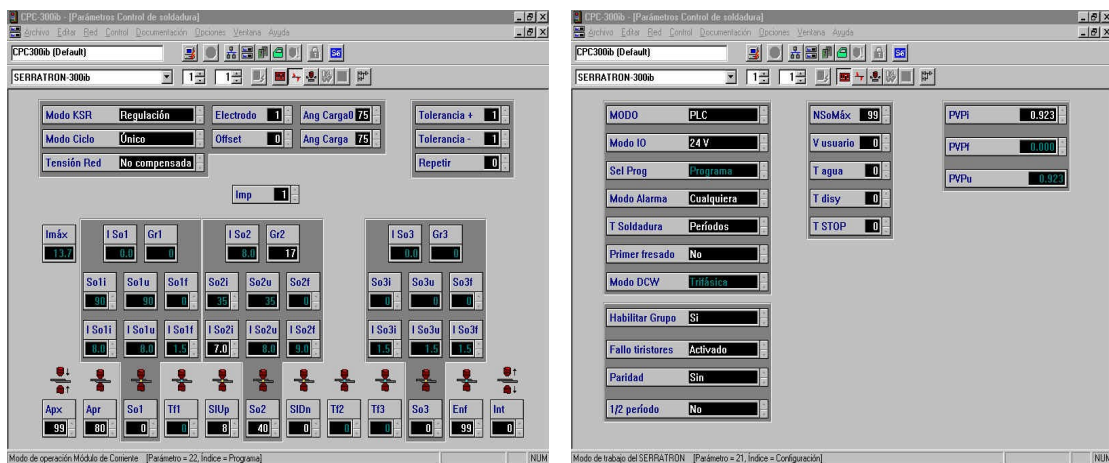 CPC-300ib - [Parámetros Control de soldadura]
Archivo Editar Red Control Documentación Opciones Ventana Ayuda
CPC300ib (Default)
SERRATRON-300ib 1 1
Modo KSR Regulación Electrodo 1 Ang Carga0 75 Tolerancia + 1
Modo Ciclo Único Offset 0 Ang Carga 75 Tolerancia - 1
Tensión Red No compensada Repetir 0
Imp 1
Imáx I So1 Gr1 I So2 Gr2 I So3 Gr3
13.7 0.0 0 8.0 17 0.0 0
So1i So1u So1f So2i So2u So2f So3i So3u So3f
90 90 0 35 35 0 0 0 0
I So1i I So1u I So1f I So2i I So2u I So2f I So3i I So3u I So3f
8.0 8.0 1.5 7.0 8.0 9.0 1.5 1.5 1.5
Apx Apr So1 Tf1 SlUp So2 SlDn Tf2 Tf3 So3 Enf Int
99 80 0 0 8 40 0 0 0 0 99 0
Modo de operación Módulo de Corriente [Parámetro = 22, Índice = Programa] NUM
CPC-300ib - [Parámetros Control de soldadura]
Archivo Editar Red Control Documentación Opciones Ventana Ayuda
CPC300ib (Default)
SERRATRON-300ib 1 1
MODO PLC NSoMáx 99 PVPi 0.923
Modo IO 24 V V usuario 0 PVPf 0.000
Sel Prog Programa T agua 0 PVPu 0.923
Modo Alarma Cualquiera T disy 0
T Soldadura Períodos T STOP 0
Primer fresado No
Modo DCW Trifásica
Habilitar Grupo Si
Fallo tiristores Activado
Paridad Sin
1/2 período No
Modo de trabajo del SERRATRON [Parámetro = 21, Índice = Configuración] NUM